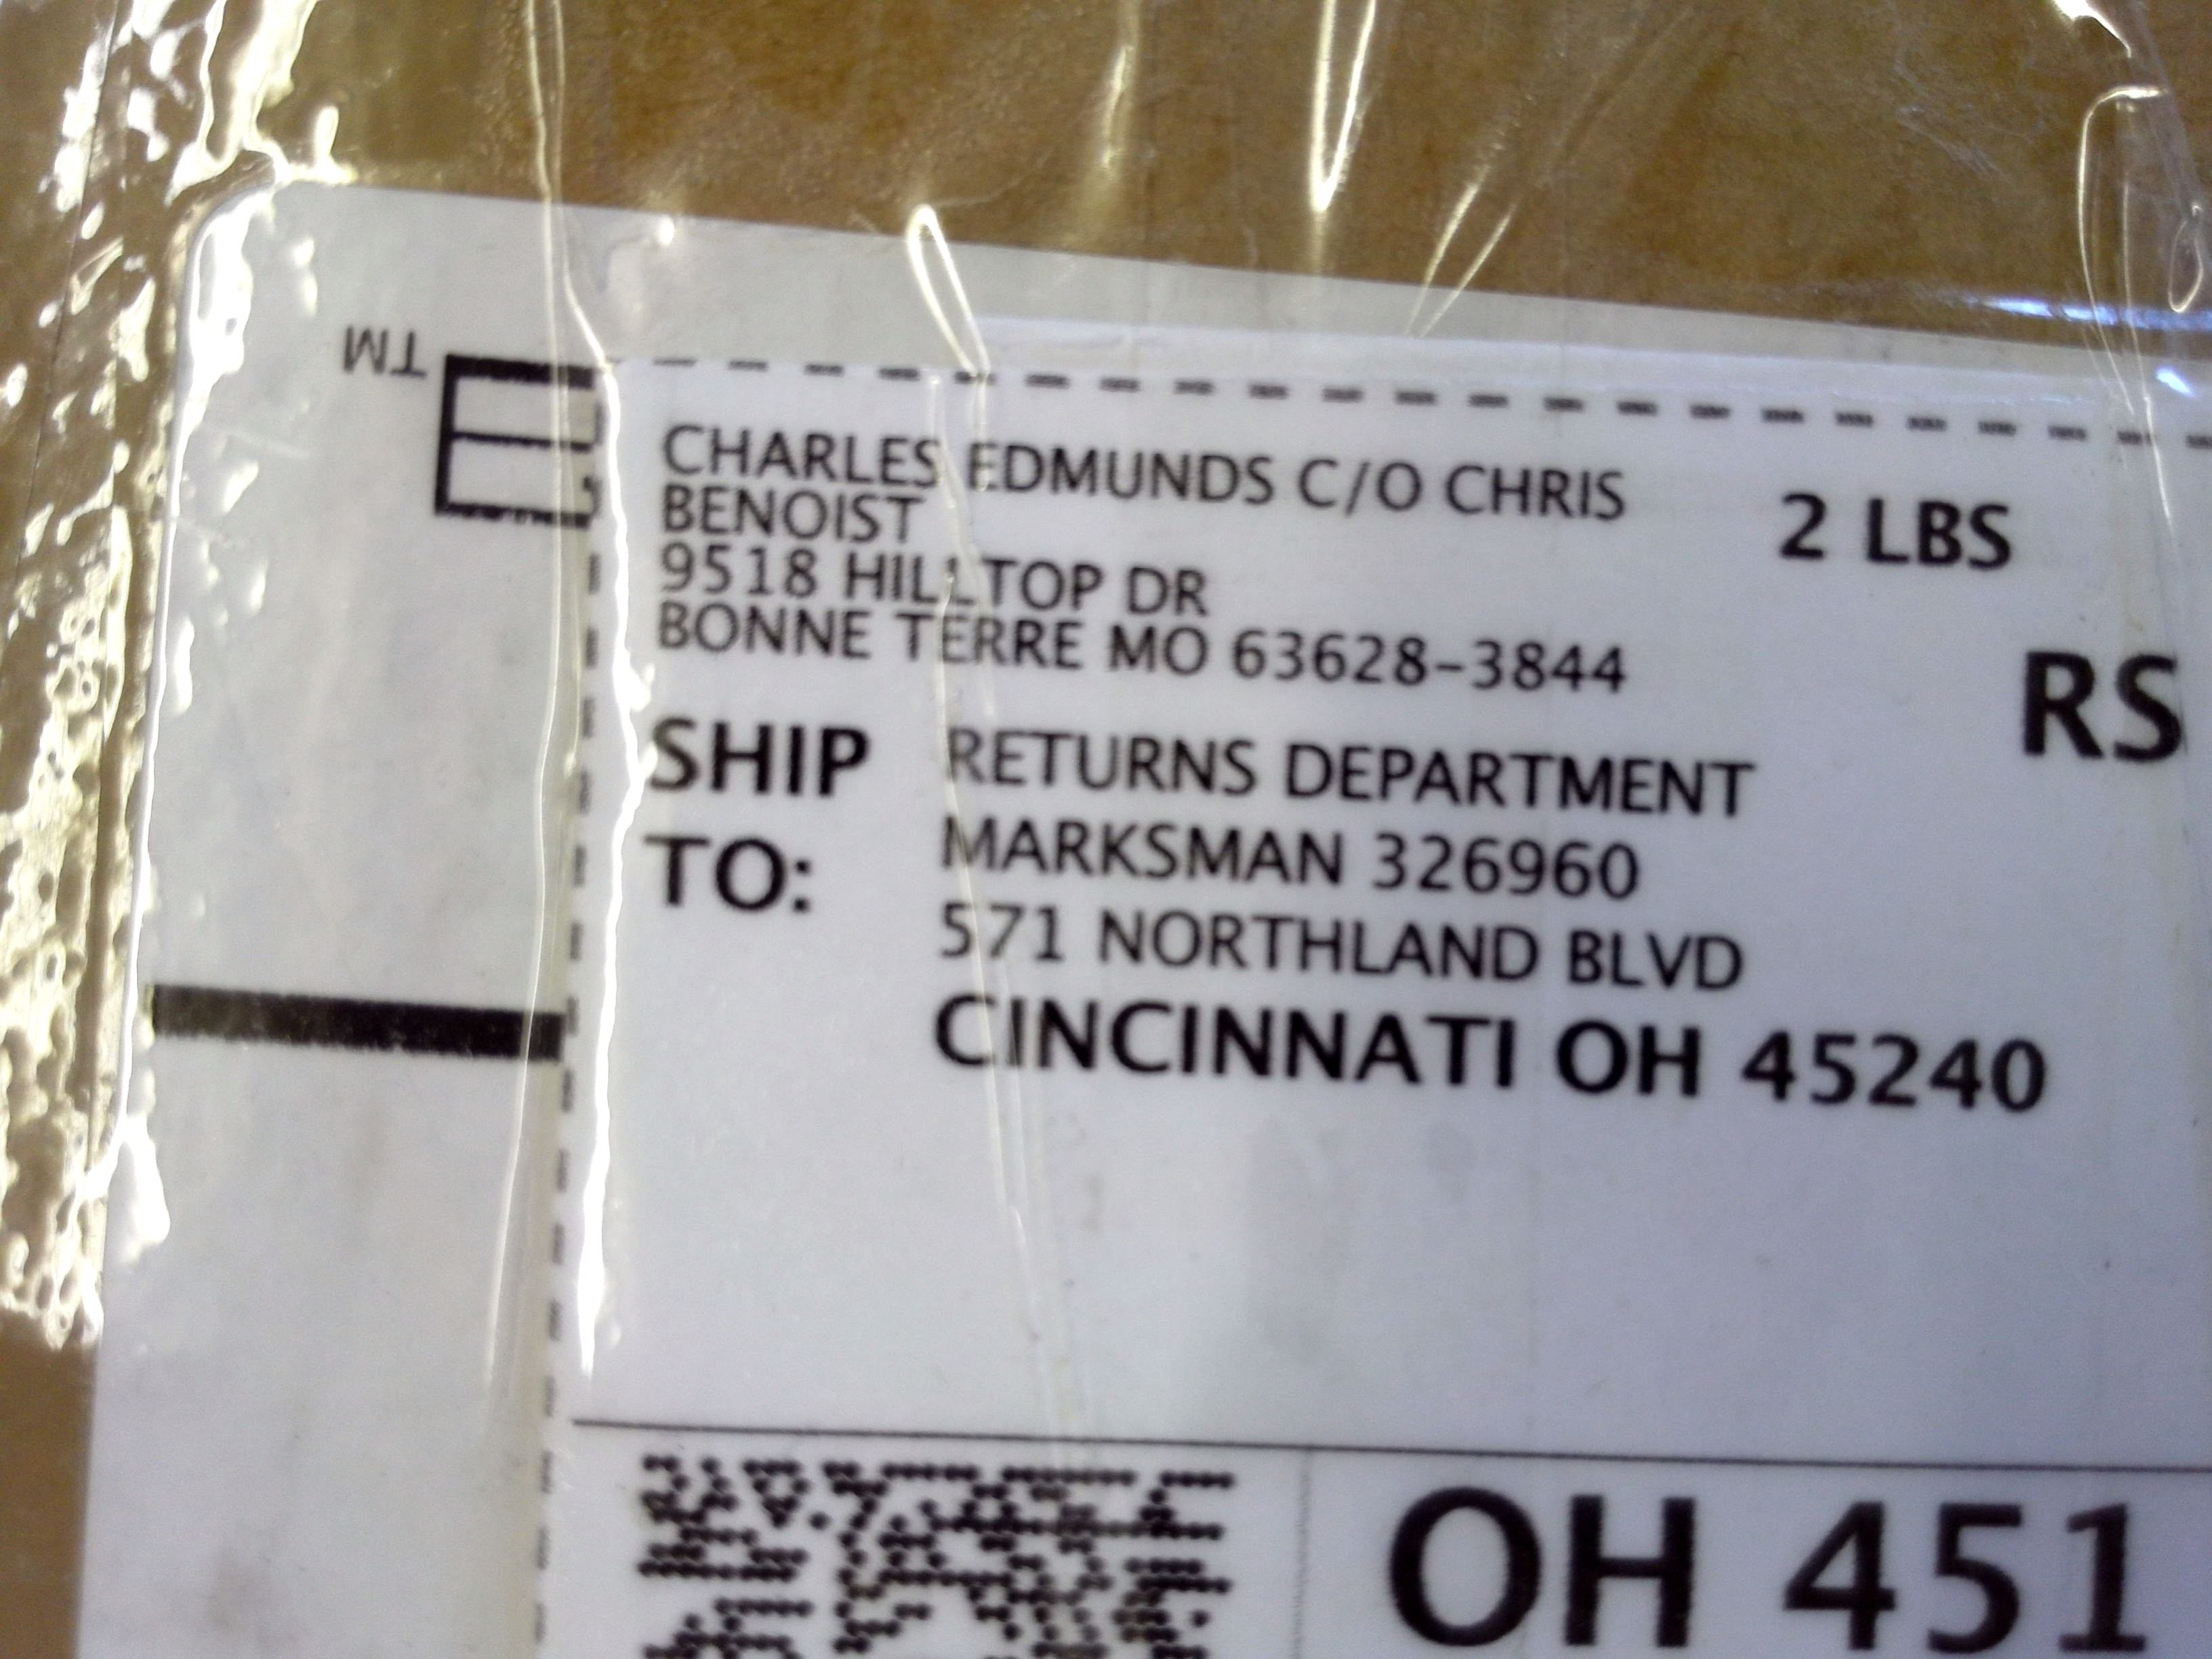 TM
CHARLES EDMUNDS C/O CHRIS
BENOIST
9518 HILLTOP DR
BONNE TERRE MO 63628-3844
2 LBS
RS
SHIP TO:
RETURNS DEPARTMENT
MARKSMAN 326960
571 NORTHLAND BLVD
CINCINNATI OH 45240
OH 451